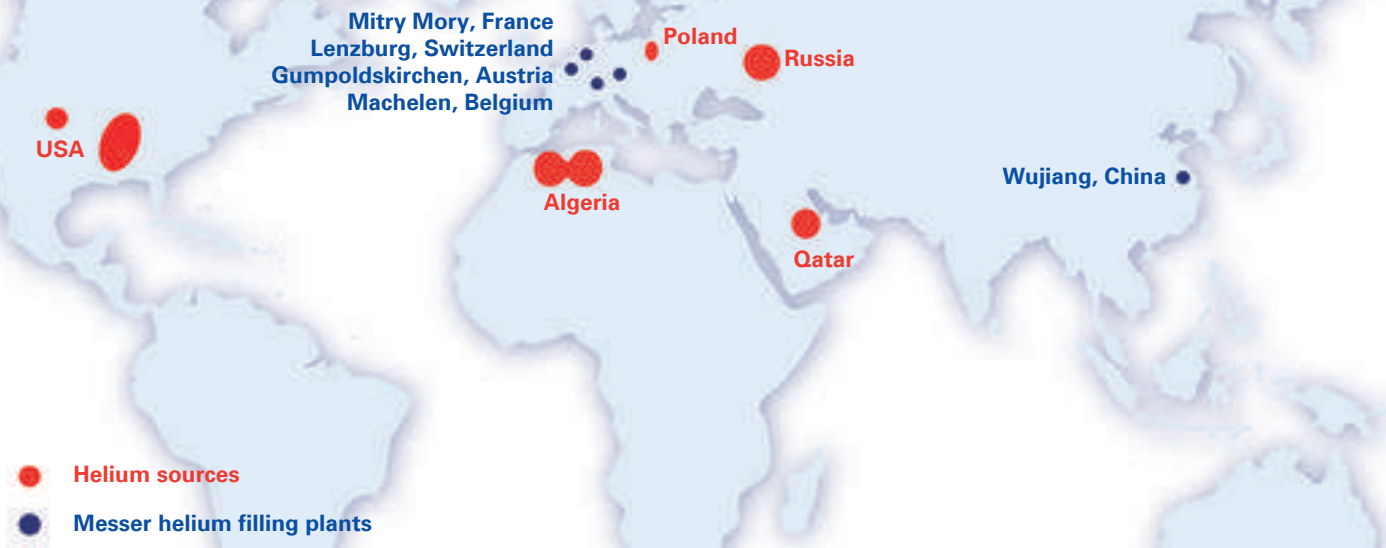 Mitry Mory, France
Lenzburg, Switzerland
Gumpoldskirchen, Austria
Machelen, Belgium
Poland
Russia
USA
Wujiang, China
Algeria
Qatar
Helium sources
Messer helium filling plants